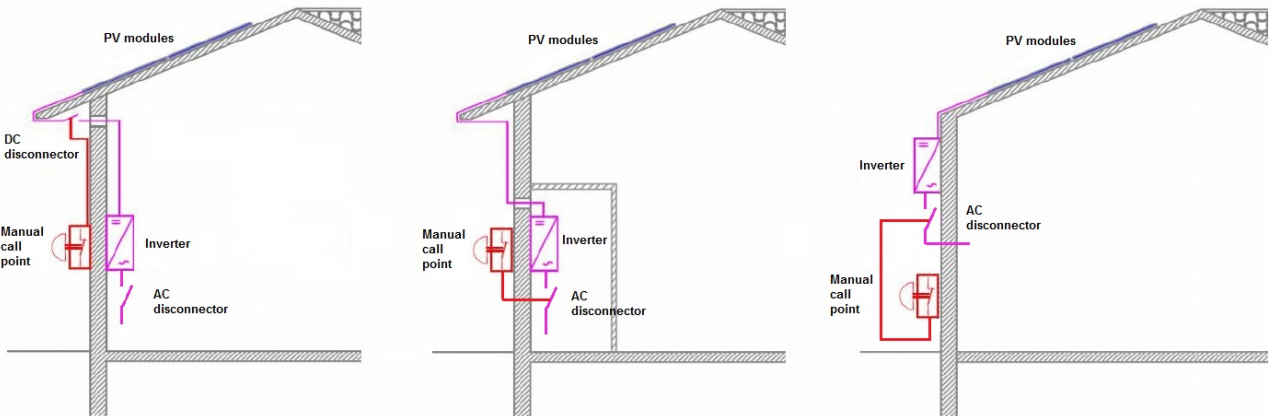 PV modules
DC
disconnector
Manual
call
point
Inverter
AC
disconnector
PV modules
Manual
call
point
Inverter
AC
disconnector
PV modules
Inverter
AC
disconnector
Manual
call
point